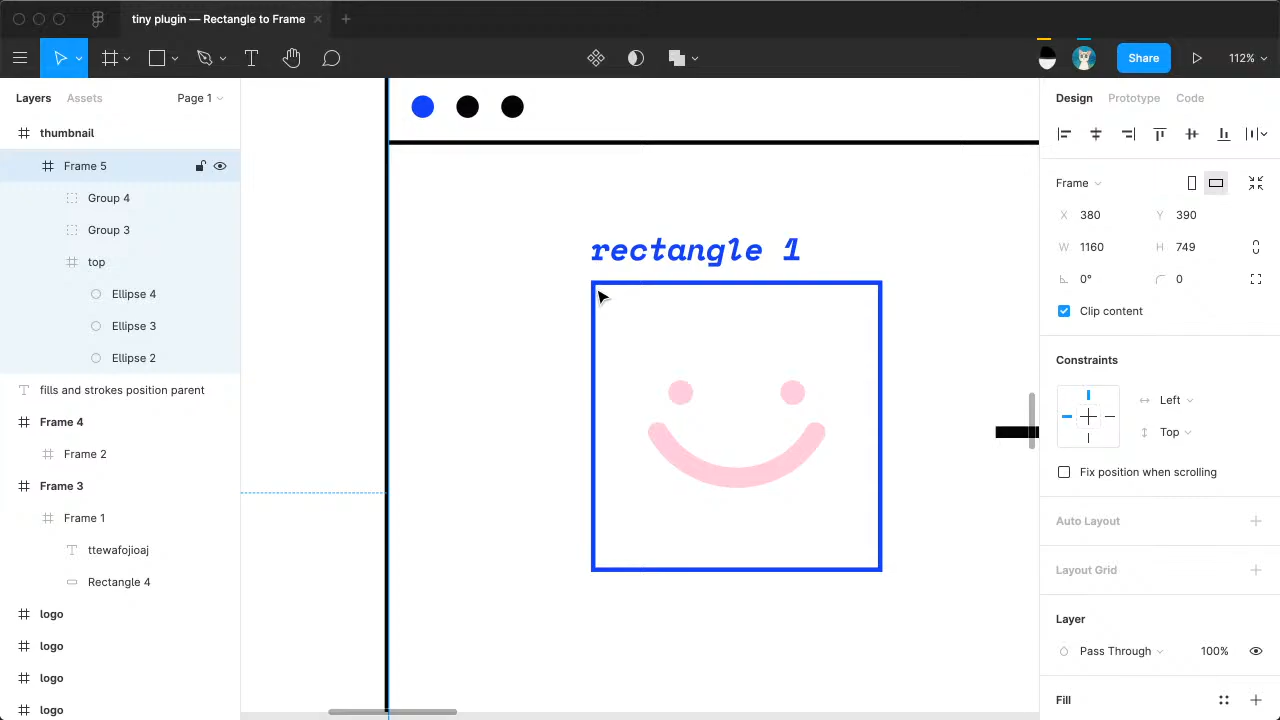 tiny plugin — Rectangle to Frame
Share
112%
Layers
Assets
Page 1
thumbnail
Frame 5
Group 4
Group 3
top
Ellipse 4
Ellipse 3
Ellipse 2
fills and strokes position parent
Frame 4
Frame 2
Frame 3
Frame 1
ttewafojioaj
Rectangle 4
logo
logo
logo
logo
rectangle 1
Design
Prototype
Code
Frame
X 380
Y 390
W 1160
H 749
0°
0
Clip content
Constraints
Left
Top
Fix position when scrolling
Auto Layout
Layout Grid
Layer
Pass Through
100%
Fill